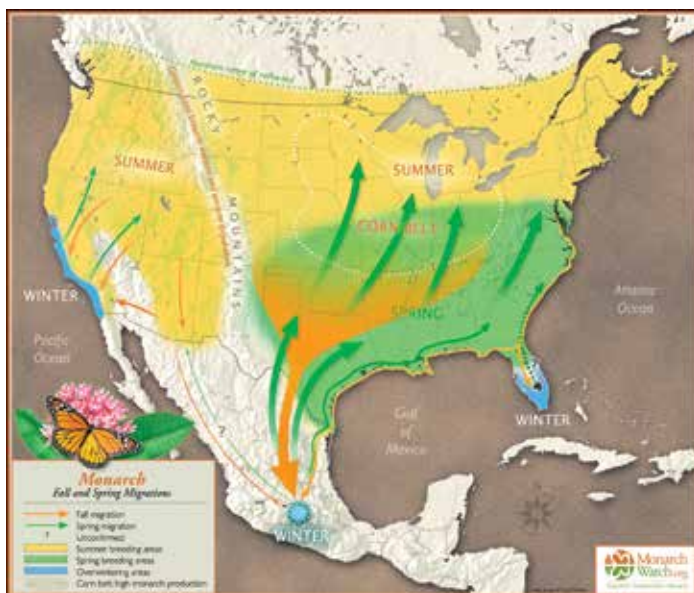 ROCKY
MOUNTAINS
SUMMER
SUMMER
CORN BELT
SPRING
WINTER
WINTER
WINTER
Pacific
Ocean
Atlantic
Ocean
Gulf
of
Mexico
?
Monarch
Fall and Spring Migrations
Fall migration
Spring migration
? Unconfirmed
Summer breeding areas
Spring breeding areas
Overwintering areas
Corn belt: high monarch production
Monarch
Watch.org